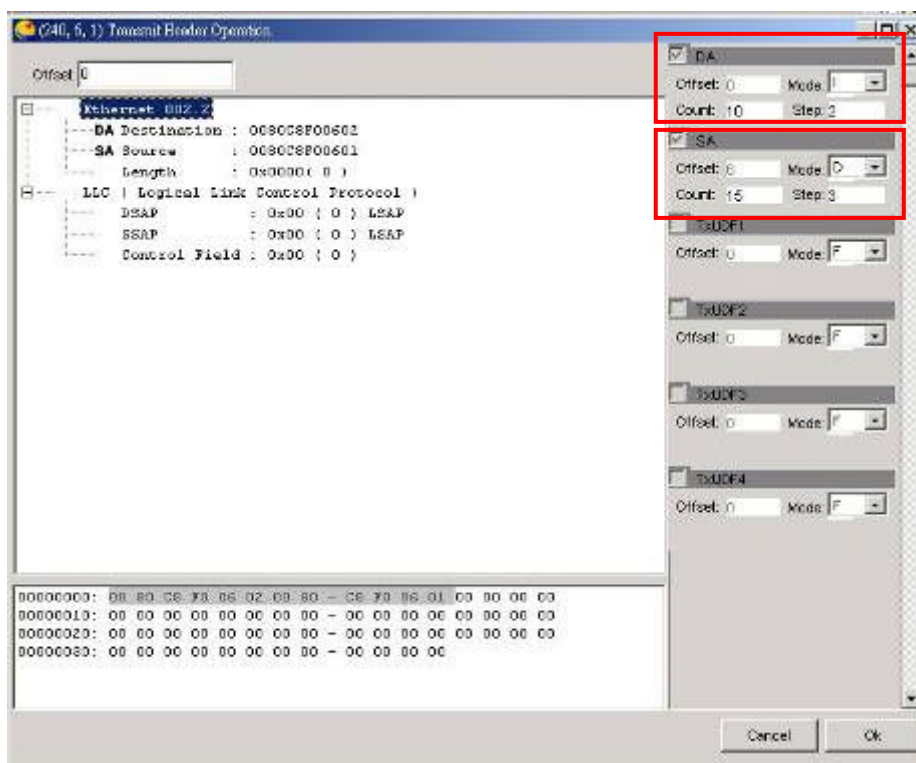 (240, 6, 1) Transmit Header Operation
Offset 0
Ethernet 802.2
DA Destination : 0080C8F00602
SA Source : 0080C8F00601
Length : 0x0000( 0 )
LLC ( Logical Link Control Protocol )
DSAP : 0x00 ( 0 ) LSAP
SSAP : 0x00 ( 0 ) LSAP
Control Field : 0x00 ( 0 )
DA
Offset: 0 Mode: I
Count: 10 Step: 2
SA
Offset: 6 Mode: D
Count: 15 Step: 3
TxUDF1
Offset: 0 Mode: F
TxUDF2
Offset: 0 Mode: F
TxUDF3
Offset: 0 Mode: F
TxUDF4
Offset: 0 Mode: F
00000000: 00 80 C8 F0 06 02 00 80 - C8 F0 06 01 00 00 00 00
00000010: 00 00 00 00 00 00 00 00 - 00 00 00 00 00 00 00 00
00000020: 00 00 00 00 00 00 00 00 - 00 00 00 00 00 00 00 00
00000030: 00 00 00 00 00 00 00 00 - 00 00 00 00
Cancel Ok